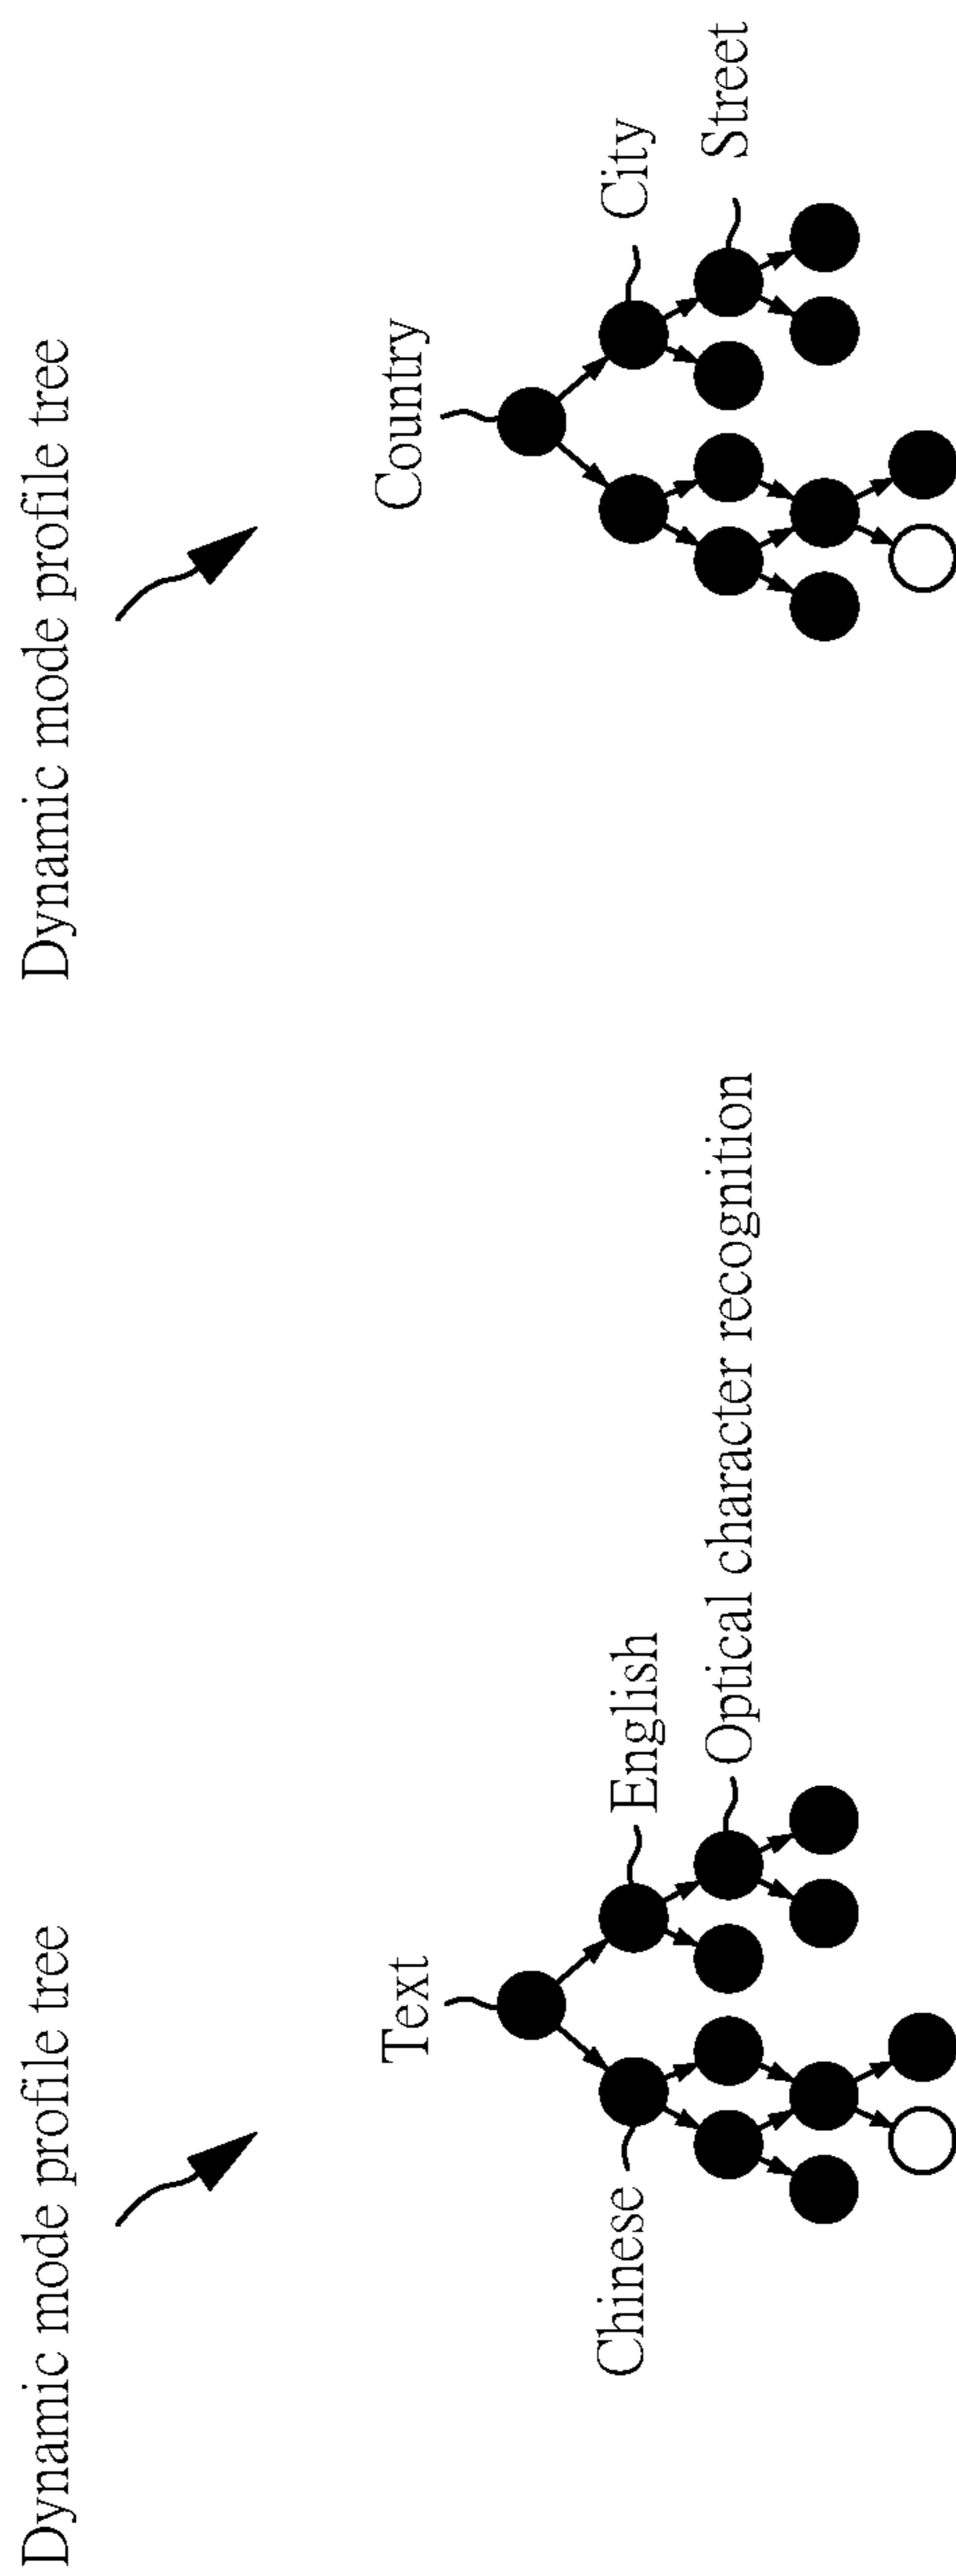 Dynamic mode profile tree
Text
English
Chinese
Optical character recognition
Dynamic mode profile tree
Country
City
Street